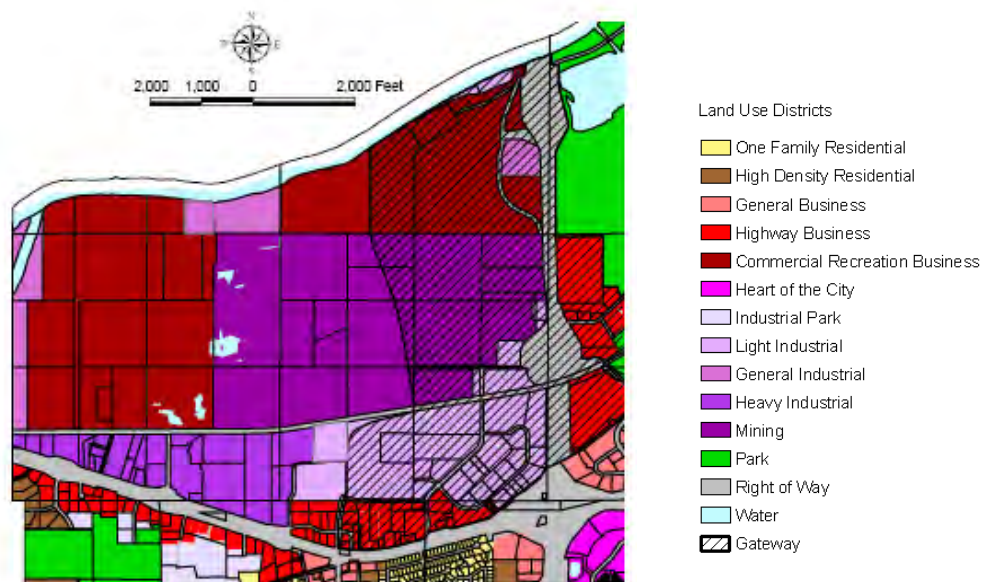 N
E
S
2,000 1,000 0 2,000 Feet
Land Use Districts
One Family Residential
High Density Residential
General Business
Highway Business
Commercial Recreation Business
Heart of the City
Industrial Park
Light Industrial
General Industrial
Heavy Industrial
Mining
Park
Right of Way
Water
Gateway